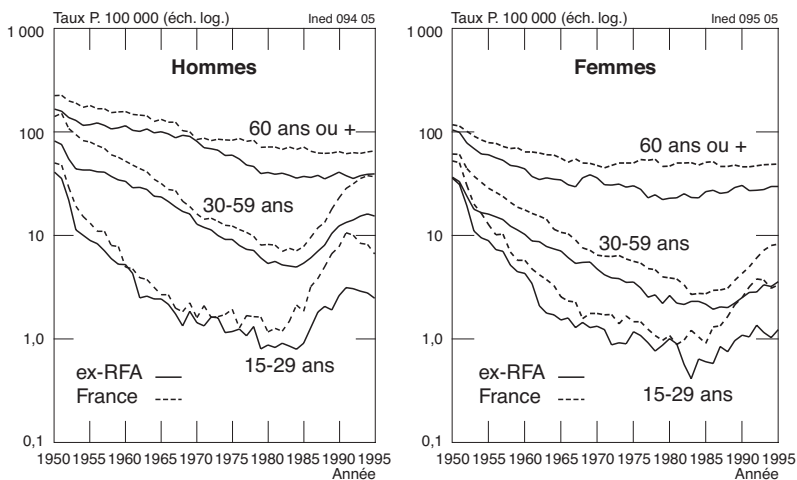 Taux P. 100 000 (éch. log.) Ined 094 05
1 000
Hommes
100
60 ans ou +
30-59 ans
10
1,0
15-29 ans
ex-RFA
France
0,1
1950 1955 1960 1965 1970 1975 1980 1985 1990 1995
Année
Taux P. 100 000 (éch. log.) Ined 095 05
1 000
Femmes
100
60 ans ou +
30-59 ans
10
1,0
ex-RFA
France
15-29 ans
0,1
1950 1955 1960 1965 1970 1975 1980 1985 1990 1995
Année